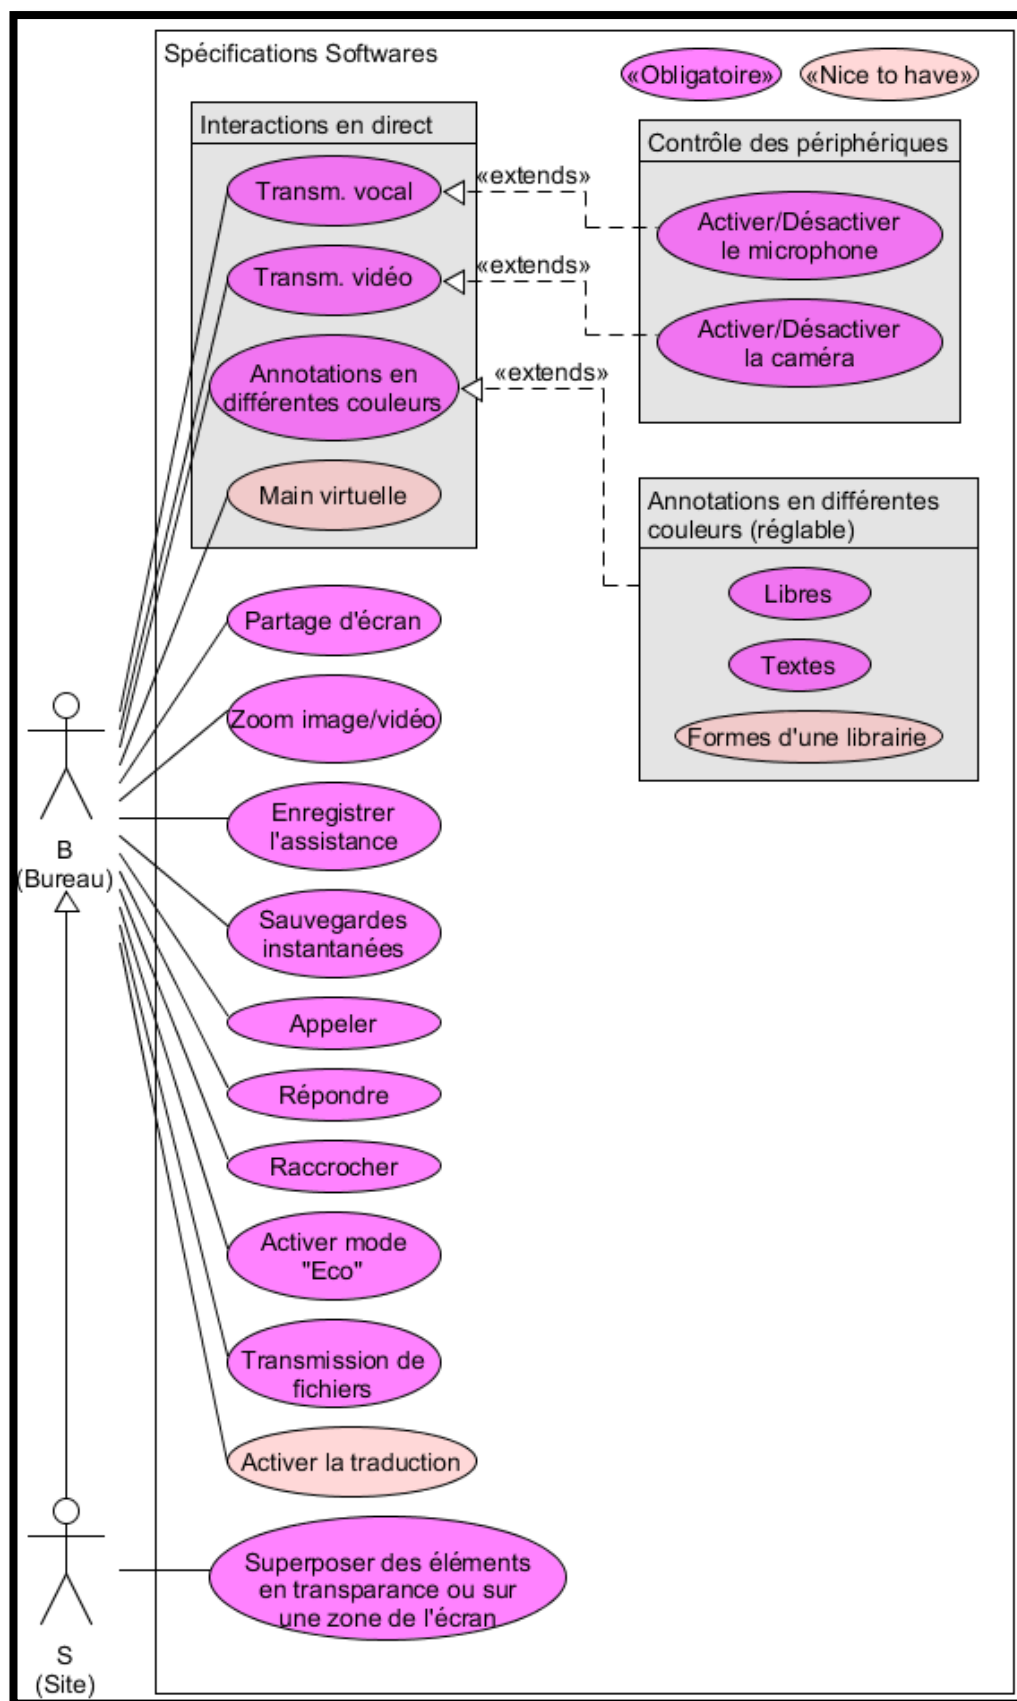 Spécifications Softwares
«Obligatoire»
«Nice to have»
Interactions en direct
Transm. vocal
«extends»
Transm. vidéo
«extends»
Annotations en
différentes couleurs
«extends»
Main virtuelle
Contrôle des périphériques
Activer/Désactiver
le microphone
Activer/Désactiver
la caméra
Annotations en différentes
couleurs (réglable)
Libres
Textes
Formes d'une librairie
Partage d'écran
Zoom image/vidéo
Enregistrer
l'assistance
Sauvegardes
instantanées
Appeler
Répondre
Raccrocher
Activer mode
"Eco"
Transmission de
fichiers
Activer la traduction
Superposer des éléments
en transparance ou sur
une zone de l'écran
B
(Bureau)
S
(Site)